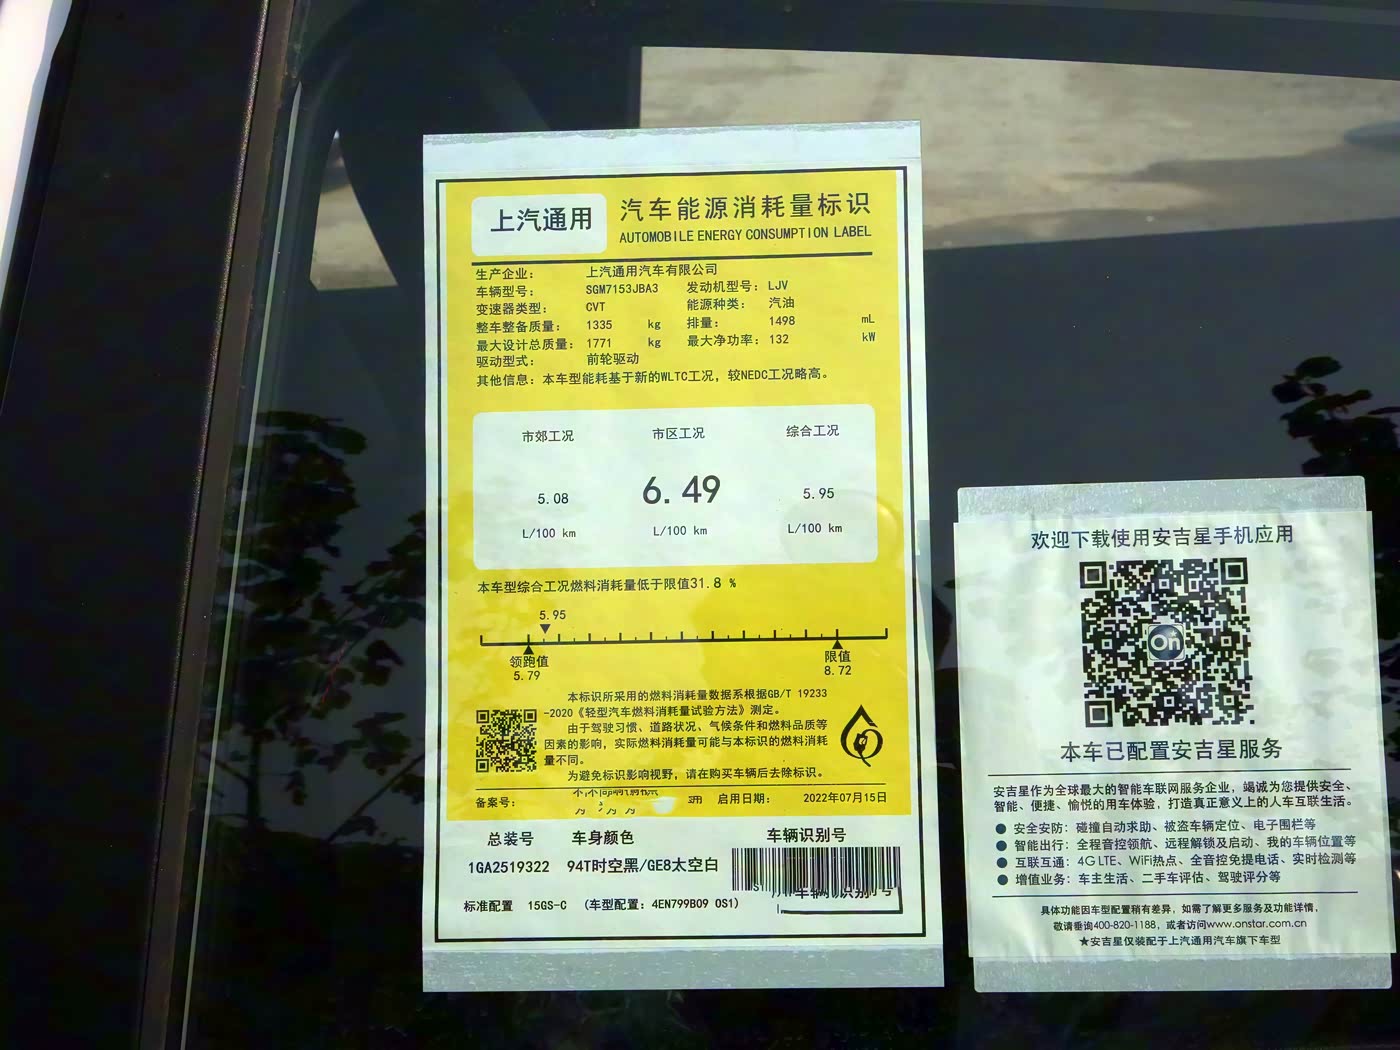 上汽通用
汽车能源消耗量标识
AUTOMOBILE ENERGY CONSUMPTION LABEL
生产企业: 上汽通用汽车有限公司
车辆型号: SGM7153JBA3 发动机型号: LJV
变速器类型: CVT 能源种类: 汽油
整车整备质量: 1335 kg 排量: 1498 mL
最大设计总质量: 1771 kg 最大净功率: 132 kW
驱动型式: 前轮驱动
其他信息: 本车型能耗基于新的WLTC工况, 较NEDC工况略高。
市郊工况 市区工况 综合工况
5.08 6.49 5.95
L/100 km L/100 km L/100 km
本车型综合工况燃料消耗量低于限值31.8 %
5.95
领跑值 限值
5.79 8.72
本标识所采用的燃料消耗量数据系根据GB/T 19233
-2020《轻型汽车燃料消耗量试验方法》测定。
由于驾驶习惯、道路状况、气候条件和燃料品质等
因素的影响, 实际燃料消耗量可能与本标识的燃料消耗
量不同。
为避免标识影响视野, 请在购买车辆后去除标识。
备案号: 启用日期: 2022年07月15日
总装号 车身颜色 车辆识别号
1GA2519322 94T时空黑/GE8太空白
标准配置 15GS-C (车型配置: 4EN799B09 OS1)
欢迎下载使用安吉星手机应用
On
本车已配置安吉星服务
安吉星作为全球最大的智能车联网服务企业, 竭诚为您提供安全、
智能、便捷、愉悦的用车体验, 打造真正意义上的人车互联生活。
● 安全安防: 碰撞自动求助、被盗车辆定位、电子围栏等
● 智能出行: 全程音控领航、远程解锁及启动、我的车辆位置等
● 互联互通: 4G LTE、WiFi热点、全音控免提电话、实时检测等
● 增值业务: 车主生活、二手车评估、驾驶评分等
具体功能因车型配置稍有差异, 如需了解更多服务及功能详情,
敬请垂询400-820-1188, 或者访问www.onstar.com.cn
★安吉星仅装配于上汽通用汽车旗下车型